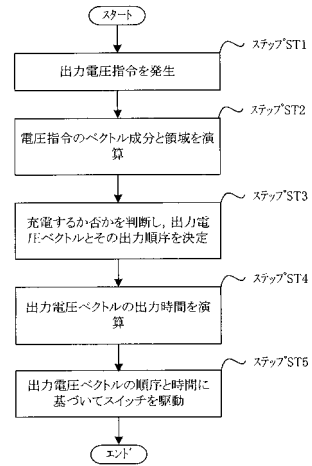 スタート
ステップST1
出力電圧指令を発生
ステップST2
電圧指令のベクトル成分と領域を演
算
ステップST3
充電するか否かを判断し，出力電
圧ベクトルとその出力順序を決定
ステップST4
出力電圧ベクトルの出力時間を演
算
ステップST5
出力電圧ベクトルの順序と時間に
基づいてスイッチを駆動
エンド